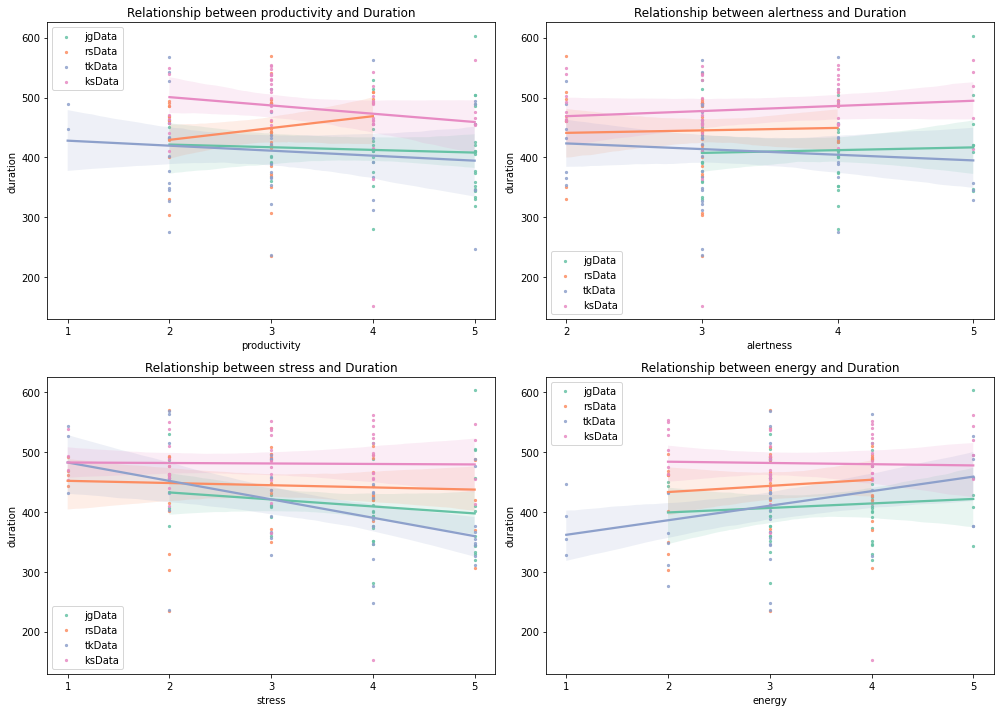 Relationship between productivity and Duration
600
500
400
300
200
duration
jgData
rsData
tkData
ksData
1 2 3 4 5
productivity
Relationship between alertness and Duration
600
500
400
300
200
duration
jgData
rsData
tkData
ksData
2 3 4 5
alertness
Relationship between stress and Duration
600
500
400
300
200
duration
jgData
rsData
tkData
ksData
1 2 3 4 5
stress
Relationship between energy and Duration
600
500
400
300
200
duration
jgData
rsData
tkData
ksData
1 2 3 4 5
energy